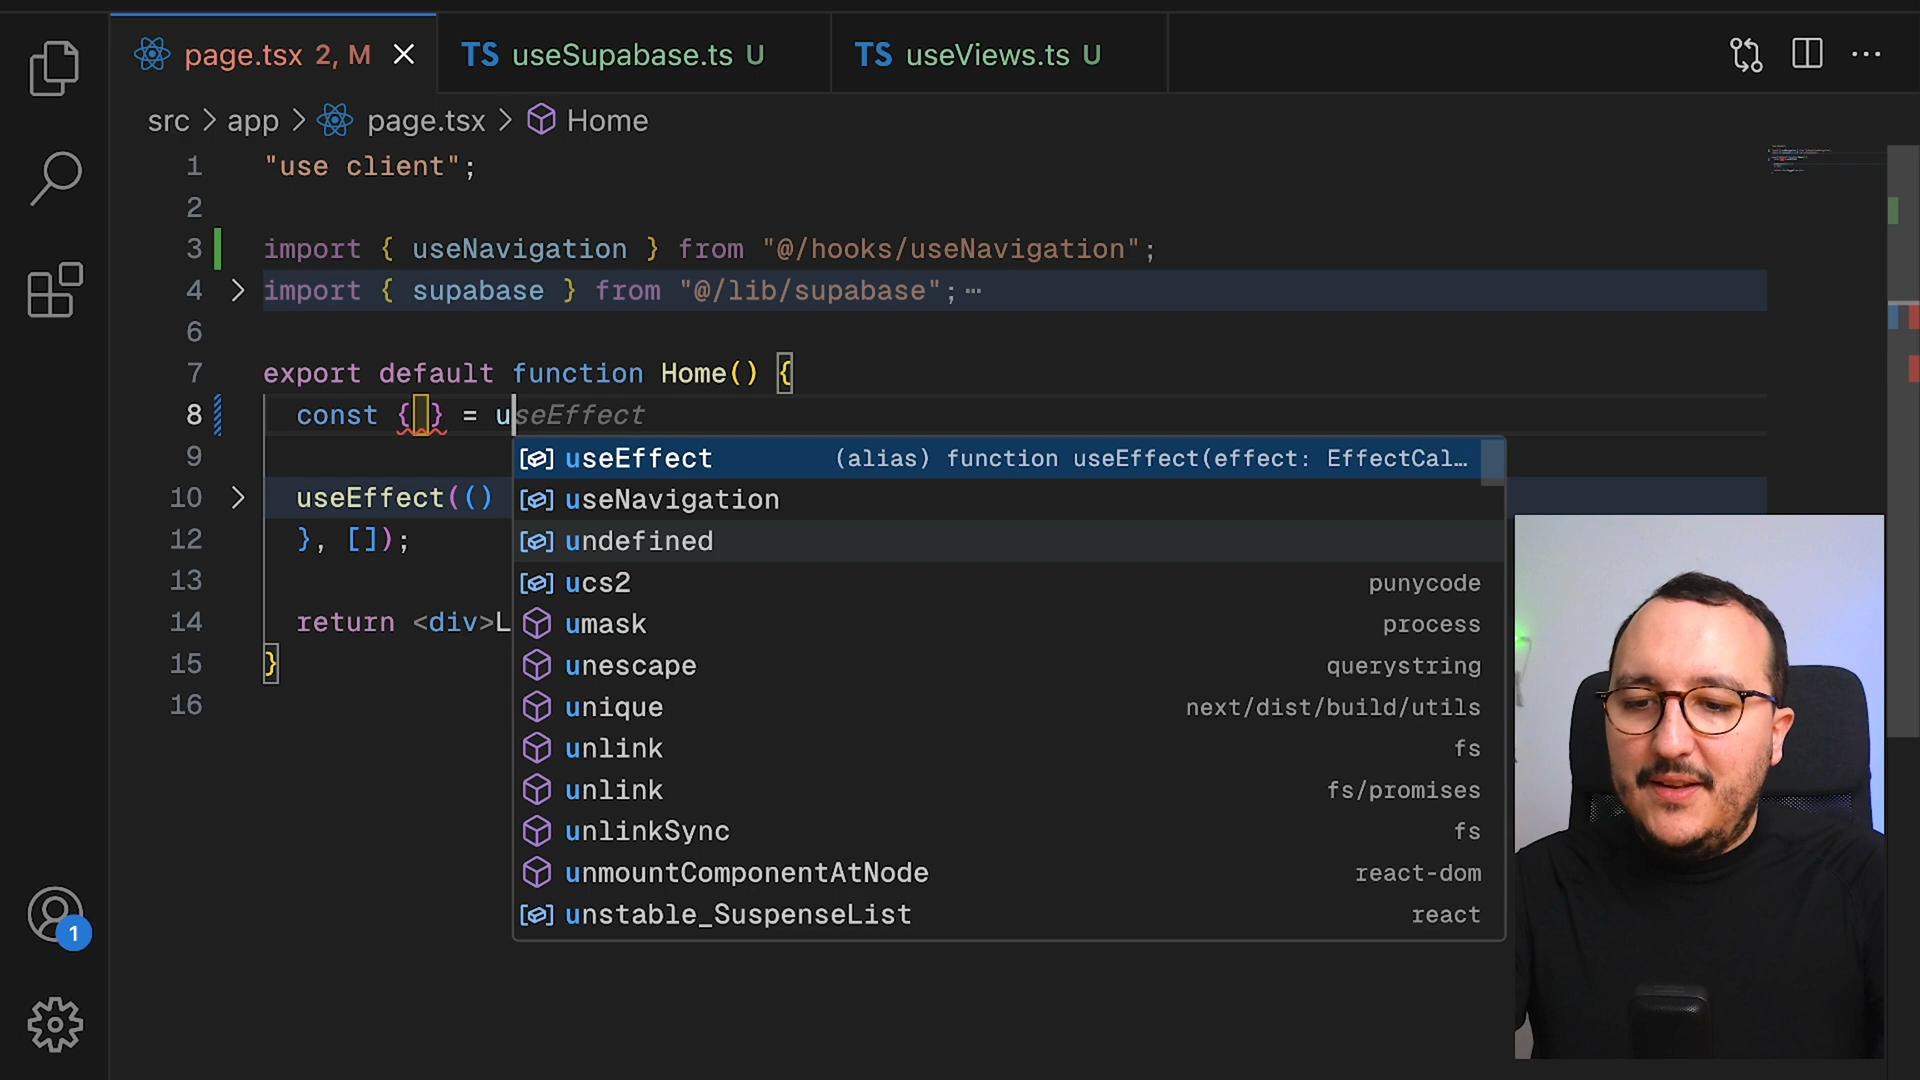 page.tsx 2, M
TS useSupabase.ts U
TS useViews.ts U
src > app > page.tsx > Home
1 "use client";
2
3 import { useNavigation } from "@/hooks/useNavigation";
4 import { supabase } from "@/lib/supabase";…
6
7 export default function Home() {
8 const { } = useEffect
9
10 useEffect(()
12 }, []);
13
14 return <div>L
15 }
16
useEffect (alias) function useEffect(effect: EffectCal…
useNavigation
undefined
ucs2 punycode
umask process
unescape querystring
unique next/dist/build/utils
unlink fs
unlink fs/promises
unlinkSync fs
unmountComponentAtNode react-dom
unstable_SuspenseList react
1